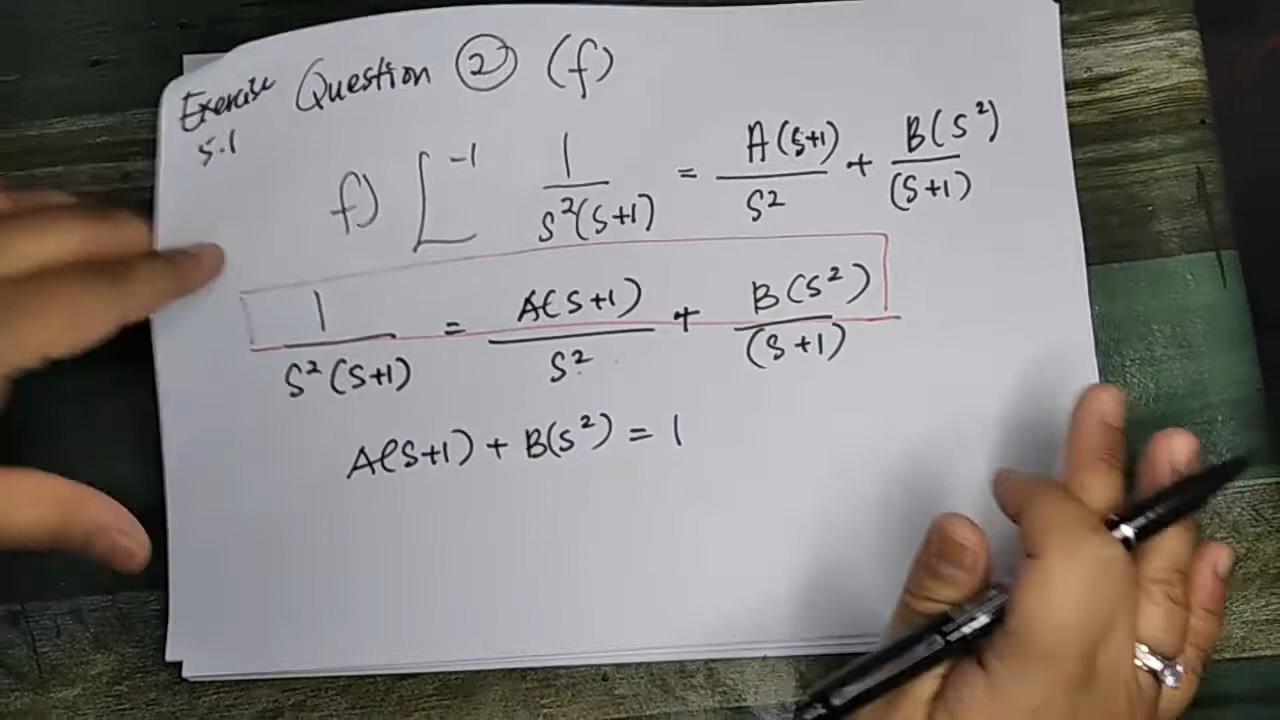 Exercise Question ② (f)
5.1
f) L⁻¹ 1/(S²(S+1)) = A(S+1)/S² + B(S²)/(S+1)
1/(S²(S+1)) = A(S+1)/S² + B(S²)/(S+1)
A(S+1) + B(S²) = 1